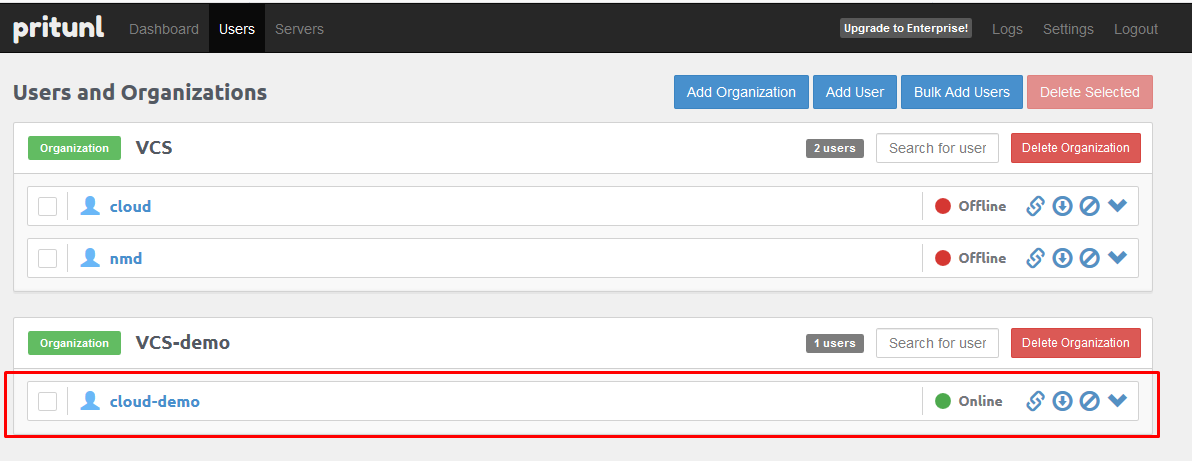 pritunl Dashboard Users Servers Upgrade to Enterprise! Logs Settings Logout
Users and Organizations Add Organization Add User Bulk Add Users Delete Selected
Organization VCS 2 users Search for user Delete Organization
cloud Offline
nmd Offline
Organization VCS-demo 1 users Search for user Delete Organization
cloud-demo Online